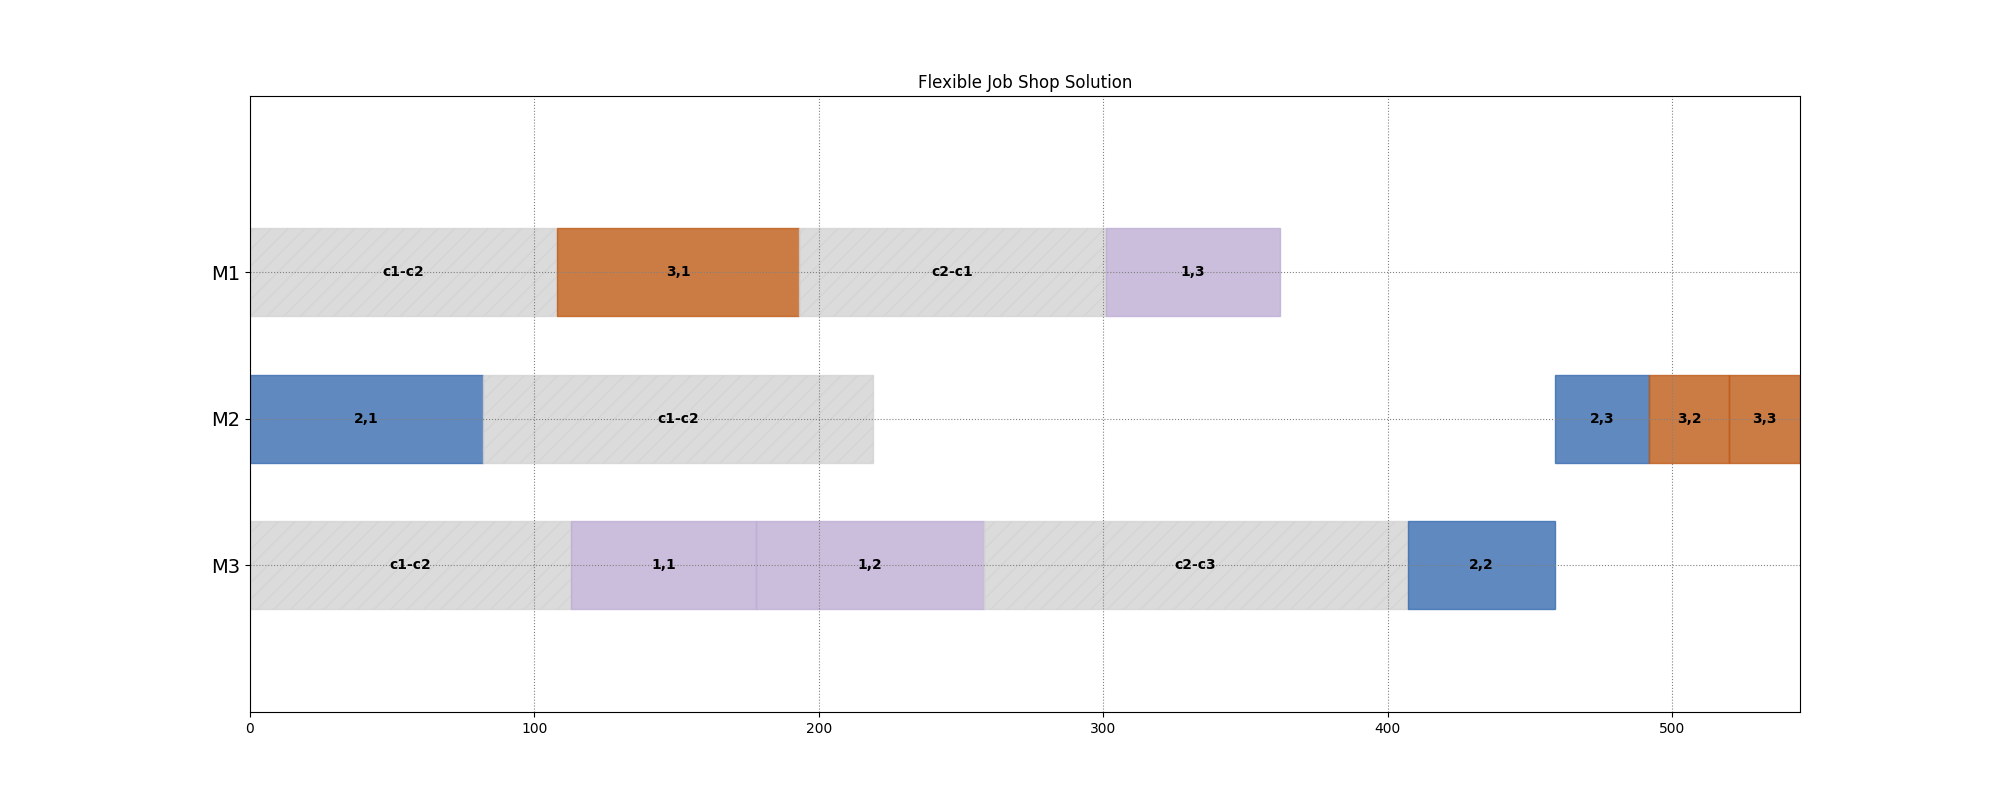 Flexible Job Shop Solution
M1 c1-c2 3,1 c2-c1 1,3
M2 2,1 c1-c2 2,3 3,2 3,3
M3 c1-c2 1,1 1,2 c2-c3 2,2
0 100 200 300 400 500